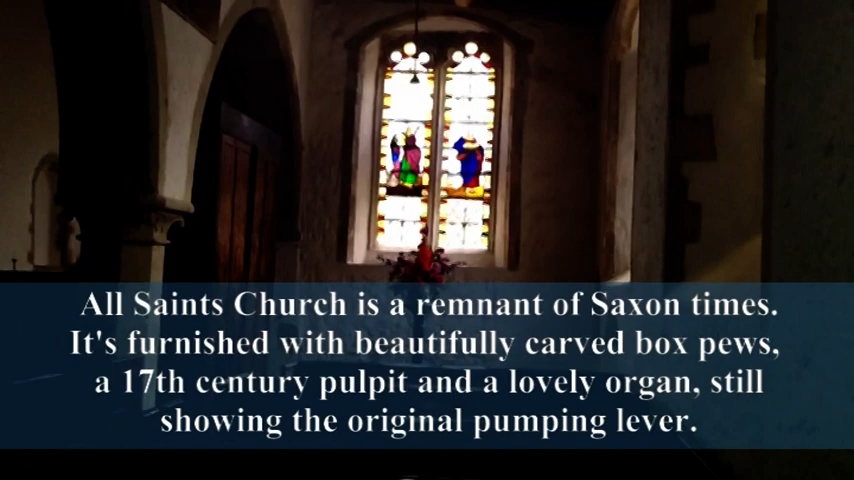 All Saints Church is a remnant of Saxon times.
It's furnished with beautifully carved box pews,
a 17th century pulpit and a lovely organ, still
showing the original pumping lever.